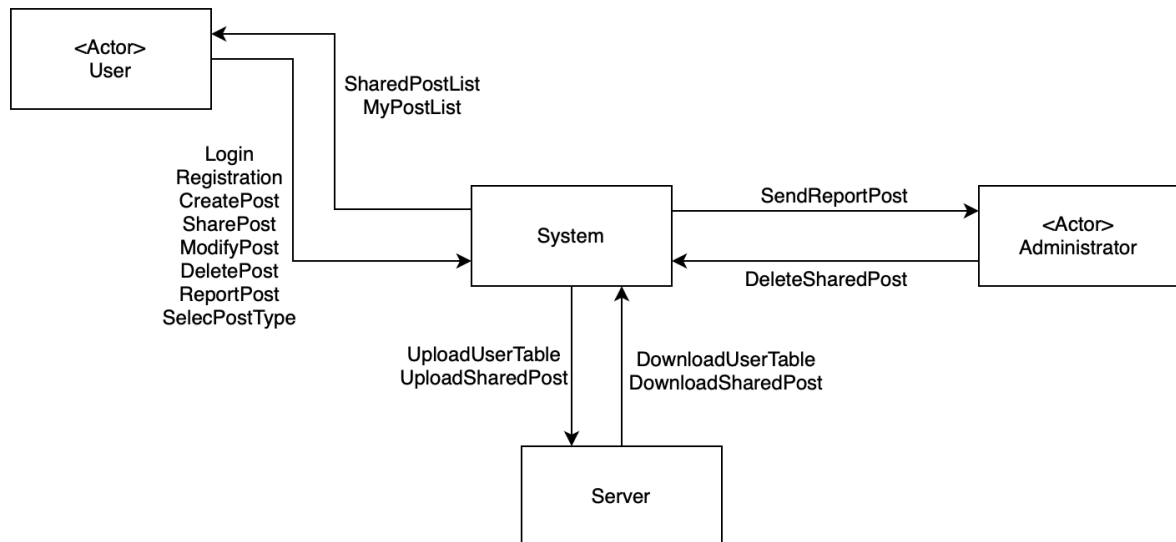 <Actor>
User
SharedPostList
MyPostList
Login
Registration
CreatePost
SharePost
ModifyPost
DeletePost
ReportPost
SelecPostType
System
SendReportPost
<Actor>
Administrator
DeleteSharedPost
UploadUserTable
UploadSharedPost
DownloadUserTable
DownloadSharedPost
Server